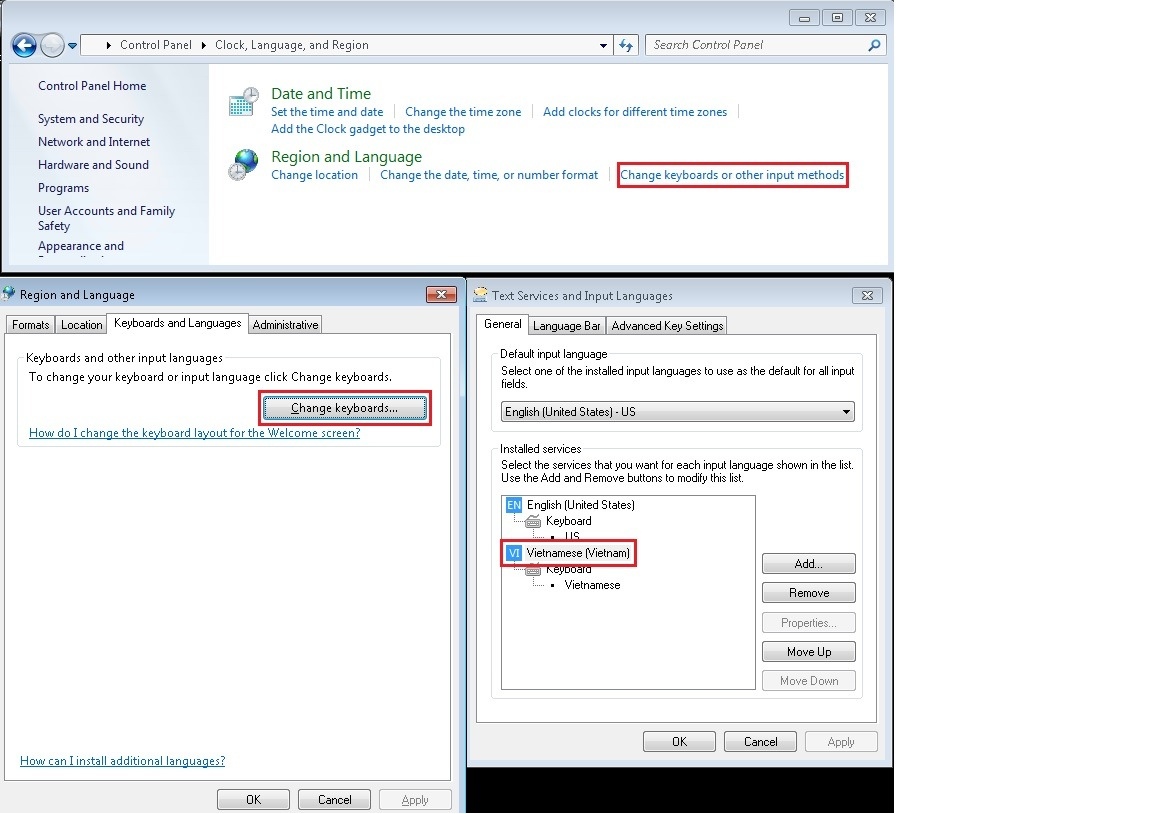 Control Panel ▸ Clock, Language, and Region
Search Control Panel
Control Panel Home
System and Security
Network and Internet
Hardware and Sound
Programs
User Accounts and Family
Safety
Appearance and
Date and Time
Set the time and date
Change the time zone
Add clocks for different time zones
Add the Clock gadget to the desktop
Region and Language
Change location
Change the date, time, or number format
Change keyboards or other input methods
Region and Language
Formats
Location
Keyboards and Languages
Administrative
Keyboards and other input languages
To change your keyboard or input language click Change keyboards.
Change keyboards...
How do I change the keyboard layout for the Welcome screen?
How can I install additional languages?
OK
Cancel
Apply
Text Services and Input Languages
General
Language Bar
Advanced Key Settings
Default input language
Select one of the installed input languages to use as the default for all input
fields.
English (United States) - US
Installed services
Select the services that you want for each input language shown in the list.
Use the Add and Remove buttons to modify this list.
EN English (United States)
Keyboard
US
VI Vietnamese (Vietnam)
Keyboard
Vietnamese
Add...
Remove
Properties...
Move Up
Move Down
OK
Cancel
Apply